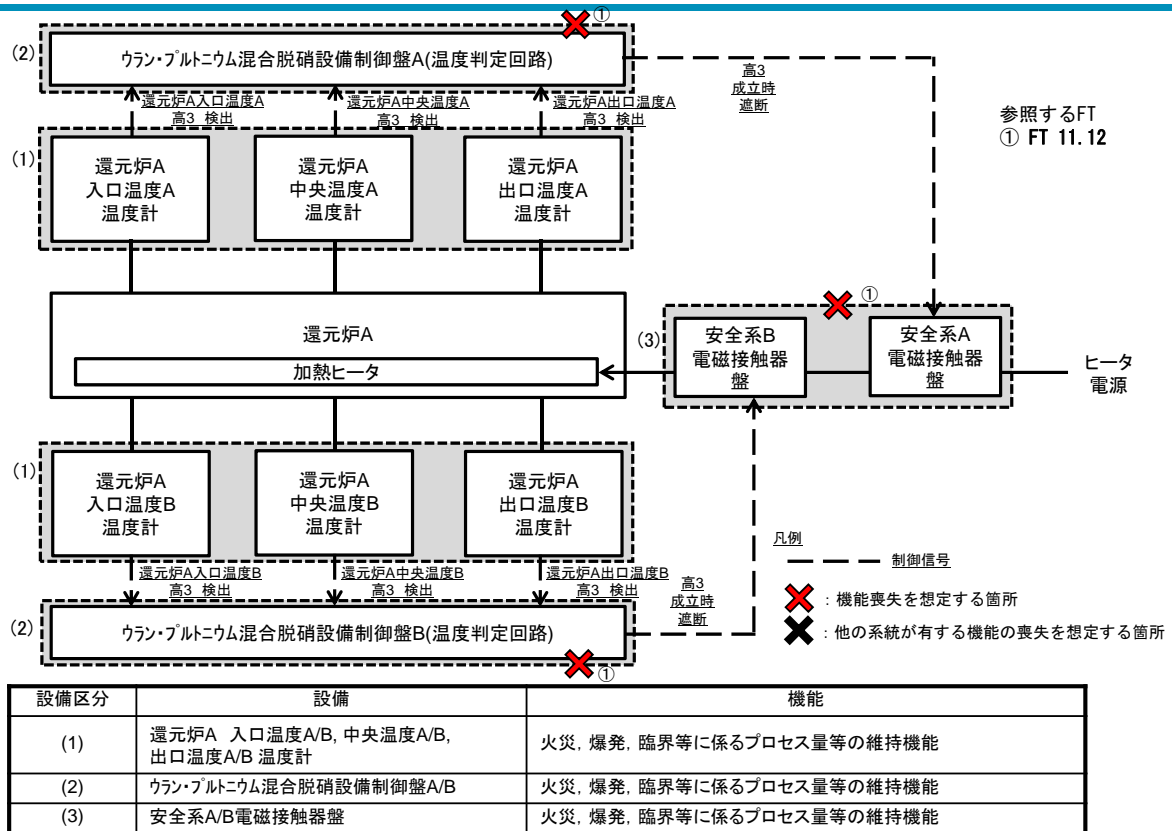 ①
(2)
ウラン・プルトニウム混合脱硝設備制御盤A(温度判定回路)
還元炉A入口温度A
高3 検出
還元炉A中央温度A
高3 検出
還元炉A出口温度A
高3 検出
高3
成立時
遮断
参照するFT
① FT 11.12
(1)
還元炉A
入口温度A
温度計
還元炉A
中央温度A
温度計
還元炉A
出口温度A
温度計
還元炉A
加熱ヒータ
(3)
①
安全系B
電磁接触器
盤
安全系A
電磁接触器
盤
ヒータ
電源
(1)
還元炉A
入口温度B
温度計
還元炉A
中央温度B
温度計
還元炉A
出口温度B
温度計
還元炉A入口温度B
高3 検出
還元炉A中央温度B
高3 検出
還元炉A出口温度B
高3 検出
高3
成立時
遮断
(2)
ウラン・プルトニウム混合脱硝設備制御盤B(温度判定回路)
①
凡例
制御信号
:機能喪失を想定する箇所
:他の系統が有する機能の喪失を想定する箇所
設備区分 設備 機能
(1) 還元炉A 入口温度A/B, 中央温度A/B, 火災, 爆発, 臨界等に係るプロセス量等の維持機能
出口温度A/B 温度計
(2) ウラン・プルトニウム混合脱硝設備制御盤A/B 火災, 爆発, 臨界等に係るプロセス量等の維持機能
(3) 安全系A/B電磁接触器盤 火災, 爆発, 臨界等に係るプロセス量等の維持機能